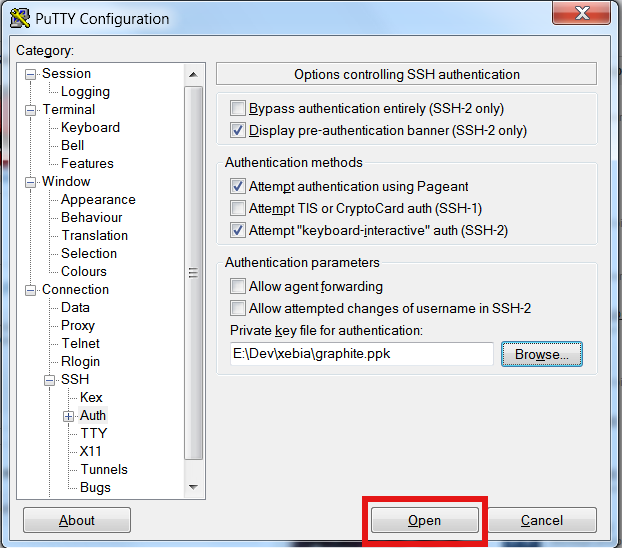 PuTTY Configuration
Category:
Session
Logging
Terminal
Keyboard
Bell
Features
Window
Appearance
Behaviour
Translation
Selection
Colours
Connection
Data
Proxy
Telnet
Rlogin
SSH
Kex
Auth
TTY
X11
Tunnels
Bugs
Options controlling SSH authentication
Bypass authentication entirely (SSH-2 only)
Display pre-authentication banner (SSH-2 only)
Authentication methods
Attempt authentication using Pageant
Attempt TIS or CryptoCard auth (SSH-1)
Attempt "keyboard-interactive" auth (SSH-2)
Authentication parameters
Allow agent forwarding
Allow attempted changes of username in SSH-2
Private key file for authentication:
E:\Dev\xebia\graphite.ppk
Browse...
About
Open
Cancel